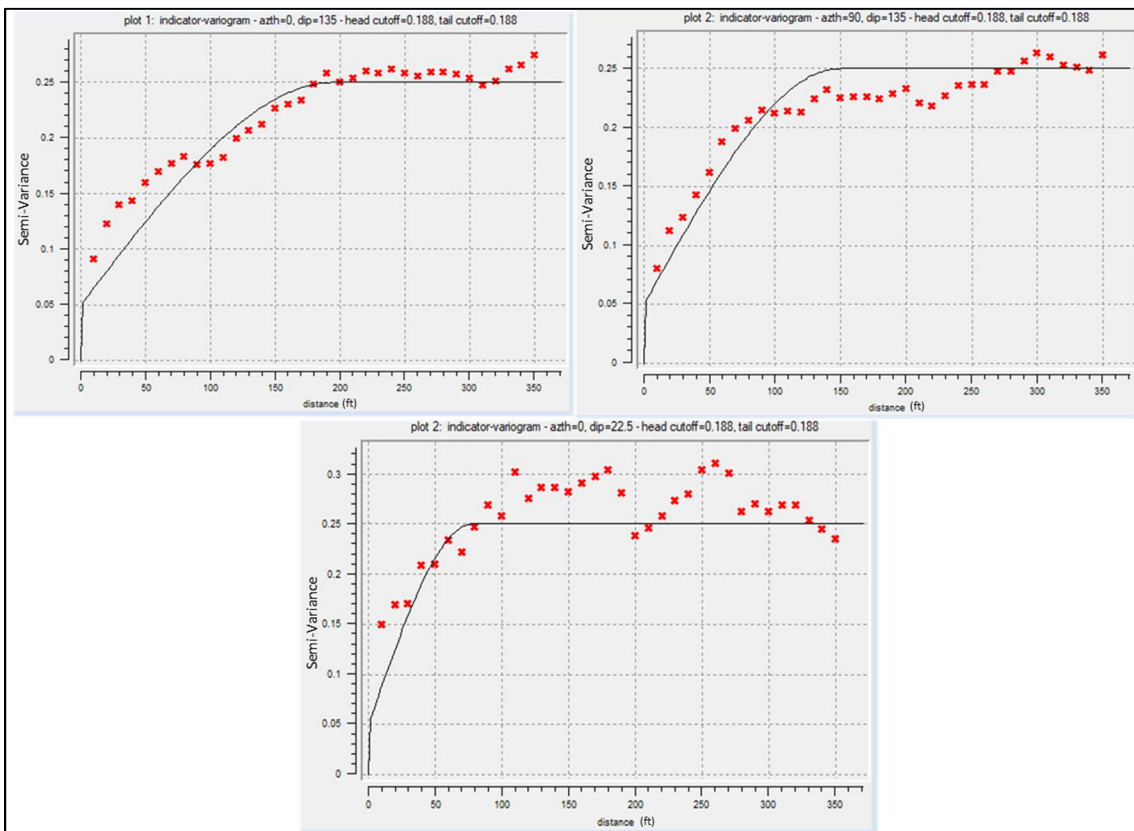 plot 1: indicator-variogram - azth=0, dip=135 - head cutoff=0.188, tail cutoff=0.188
Semi-Variance
0.25
0.2
0.15
0.1
0.05
0
0 50 100 150 200 250 300 350
distance (ft)
plot 2: indicator-variogram - azth=90, dip=135 - head cutoff=0.188, tail cutoff=0.188
Semi-Variance
0.25
0.2
0.15
0.1
0.05
0
0 50 100 150 200 250 300 350
distance (ft)
plot 2: indicator-variogram - azth=0, dip=22.5 - head cutoff=0.188, tail cutoff=0.188
Semi-Variance
0.3
0.25
0.2
0.15
0.1
0.05
0
0 50 100 150 200 250 300 350
distance (ft)